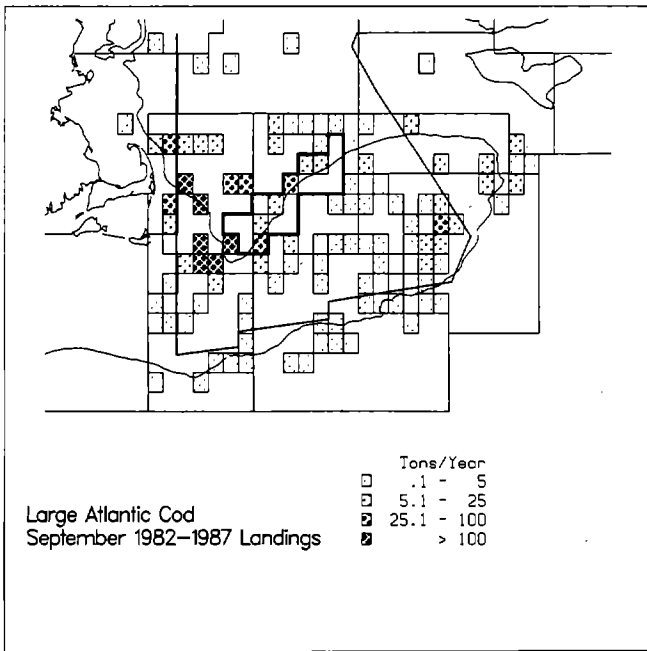 Large Atlantic Cod
September 1982-1987 Landings
Tons/Year
.1 - 5
5.1 - 25
25.1 - 100
> 100